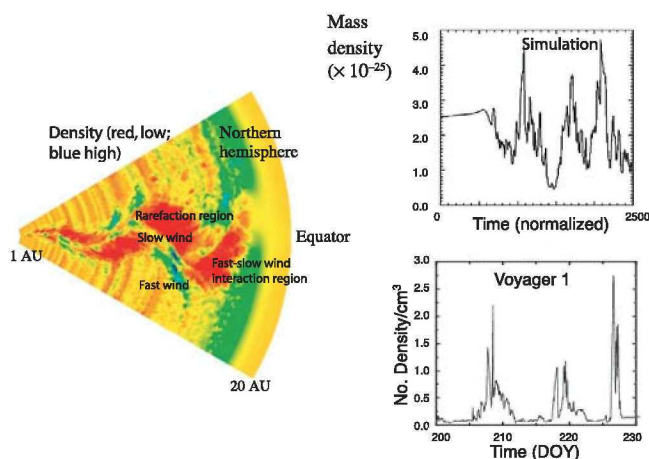 Density (red, low;
blue high)
Northern
hemisphere
Rarefaction region
Slow wind
Fast wind
Fast–slow wind
interaction region
Equator
1 AU
20 AU
Mass
density
(× 10–25)
Simulation
5.0
4.0
3.0
2.0
1.0
0
0
2500
Time (normalized)
Voyager 1
No. Density/cm3
3.0
2.5
2.0
1.5
1.0
0.5
0.0
200
210
220
230
Time (DOY)